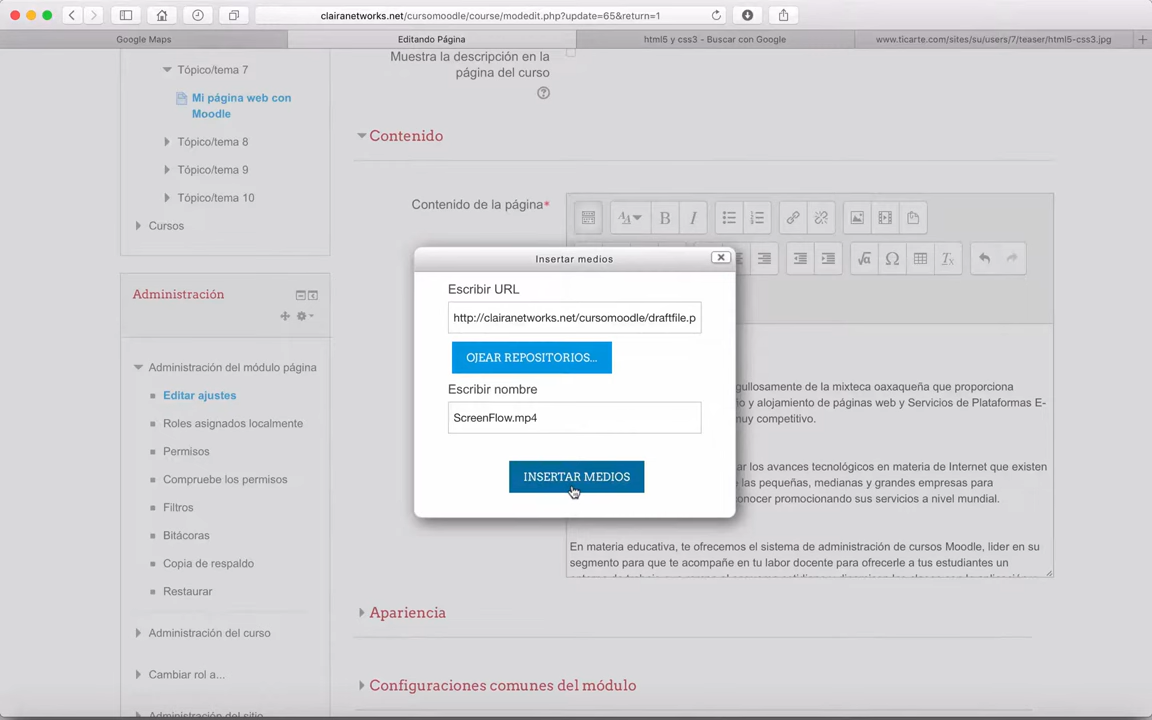 clairanetworks.net/cursomoodle/course/modedit.php?update=65&return=1
Google Maps
Editando Página
html5 y css3 - Buscar con Google
www.ticarte.com/sites/su/users/7/teaser/html5-css3.jpg
Tópico/tema 7
Mi página web con
Moodle
Tópico/tema 8
Tópico/tema 9
Tópico/tema 10
Cursos
Administración
Administración del módulo página
Editar ajustes
Roles asignados localmente
Permisos
Compruebe los permisos
Filtros
Bitácoras
Copia de respaldo
Restaurar
Administración del curso
Cambiar rol a...
Administración del sitio
Muestra la descripción en la
página del curso
Contenido
Contenido de la página*
Insertar medios
Escribir URL
http://clairanetworks.net/cursomoodle/draftfile.p
OJEAR REPOSITORIOS...
Escribir nombre
ScreenFlow.mp4
INSERTAR MEDIOS
gullosamente de la mixteca oaxaqueña que proporciona
o y alojamiento de páginas web y Servicios de Plataformas E-
muy competitivo.
ar los avances tecnológicos en materia de Internet que existen
las pequeñas, medianas y grandes empresas para
onocer promocionando sus servicios a nivel mundial.
En materia educativa, te ofrecemos el sistema de administración de cursos Moodle, lider en su
segmento para que te acompañe en tu labor docente para ofrecerle a tus estudiantes un
Apariencia
Configuraciones comunes del módulo